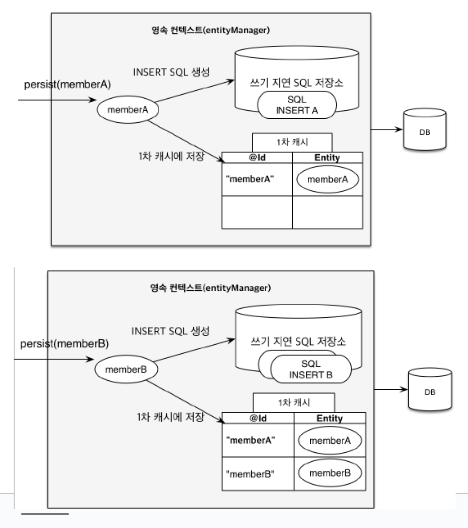 영속 컨텍스트(entityManager)
persist(memberA)
INSERT SQL 생성
memberA
쓰기 지연 SQL 저장소
SQL
INSERT A
DB
1차 캐시에 저장
1차 캐시
@Id Entity
"memberA" memberA
영속 컨텍스트(entityManager)
persist(memberB)
INSERT SQL 생성
memberB
쓰기 지연 SQL 저장소
SQL
INSERT B
DB
1차 캐시에 저장
1차 캐시
@Id Entity
"memberA" memberA
"memberB" memberB